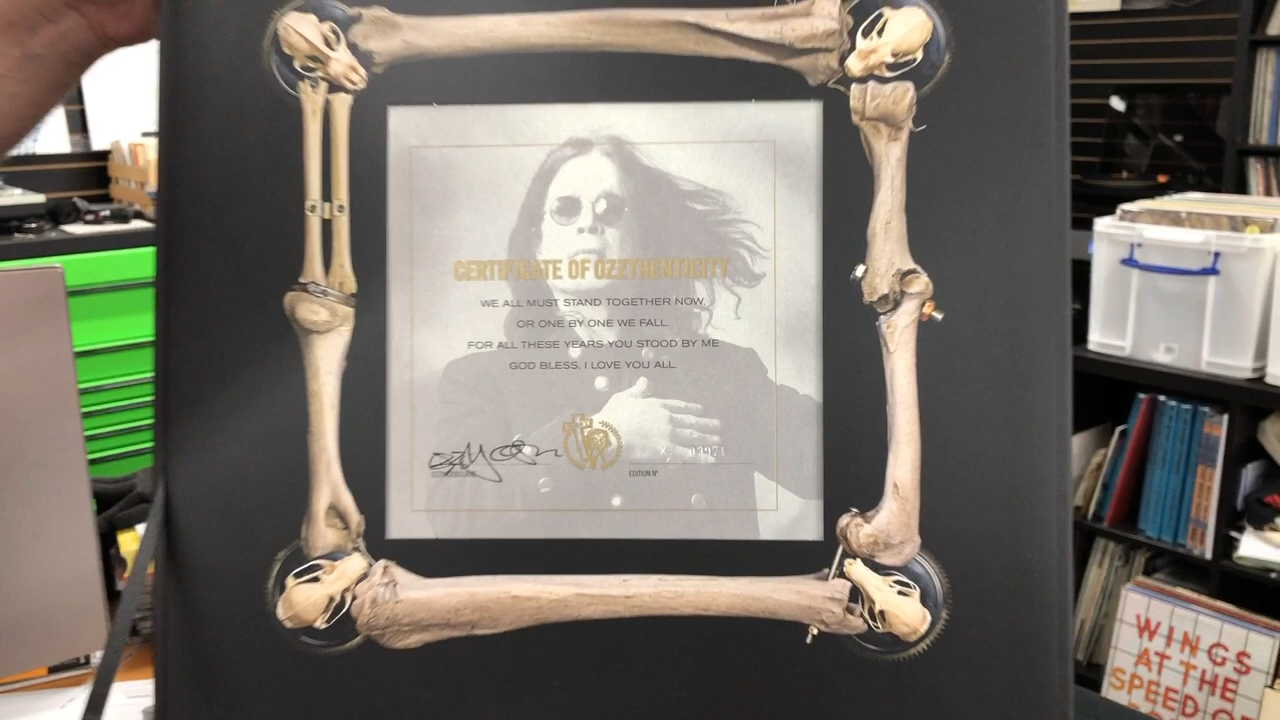 CERTIFICATE OF OZZTHENTICITY
WE ALL MUST STAND TOGETHER NOW,
OR ONE BY ONE WE FALL.
FOR ALL THESE YEARS YOU STOOD BY ME
GOD BLESS, I LOVE YOU ALL.
EDITION Nº
WINGS
AT THE
SPEED OF